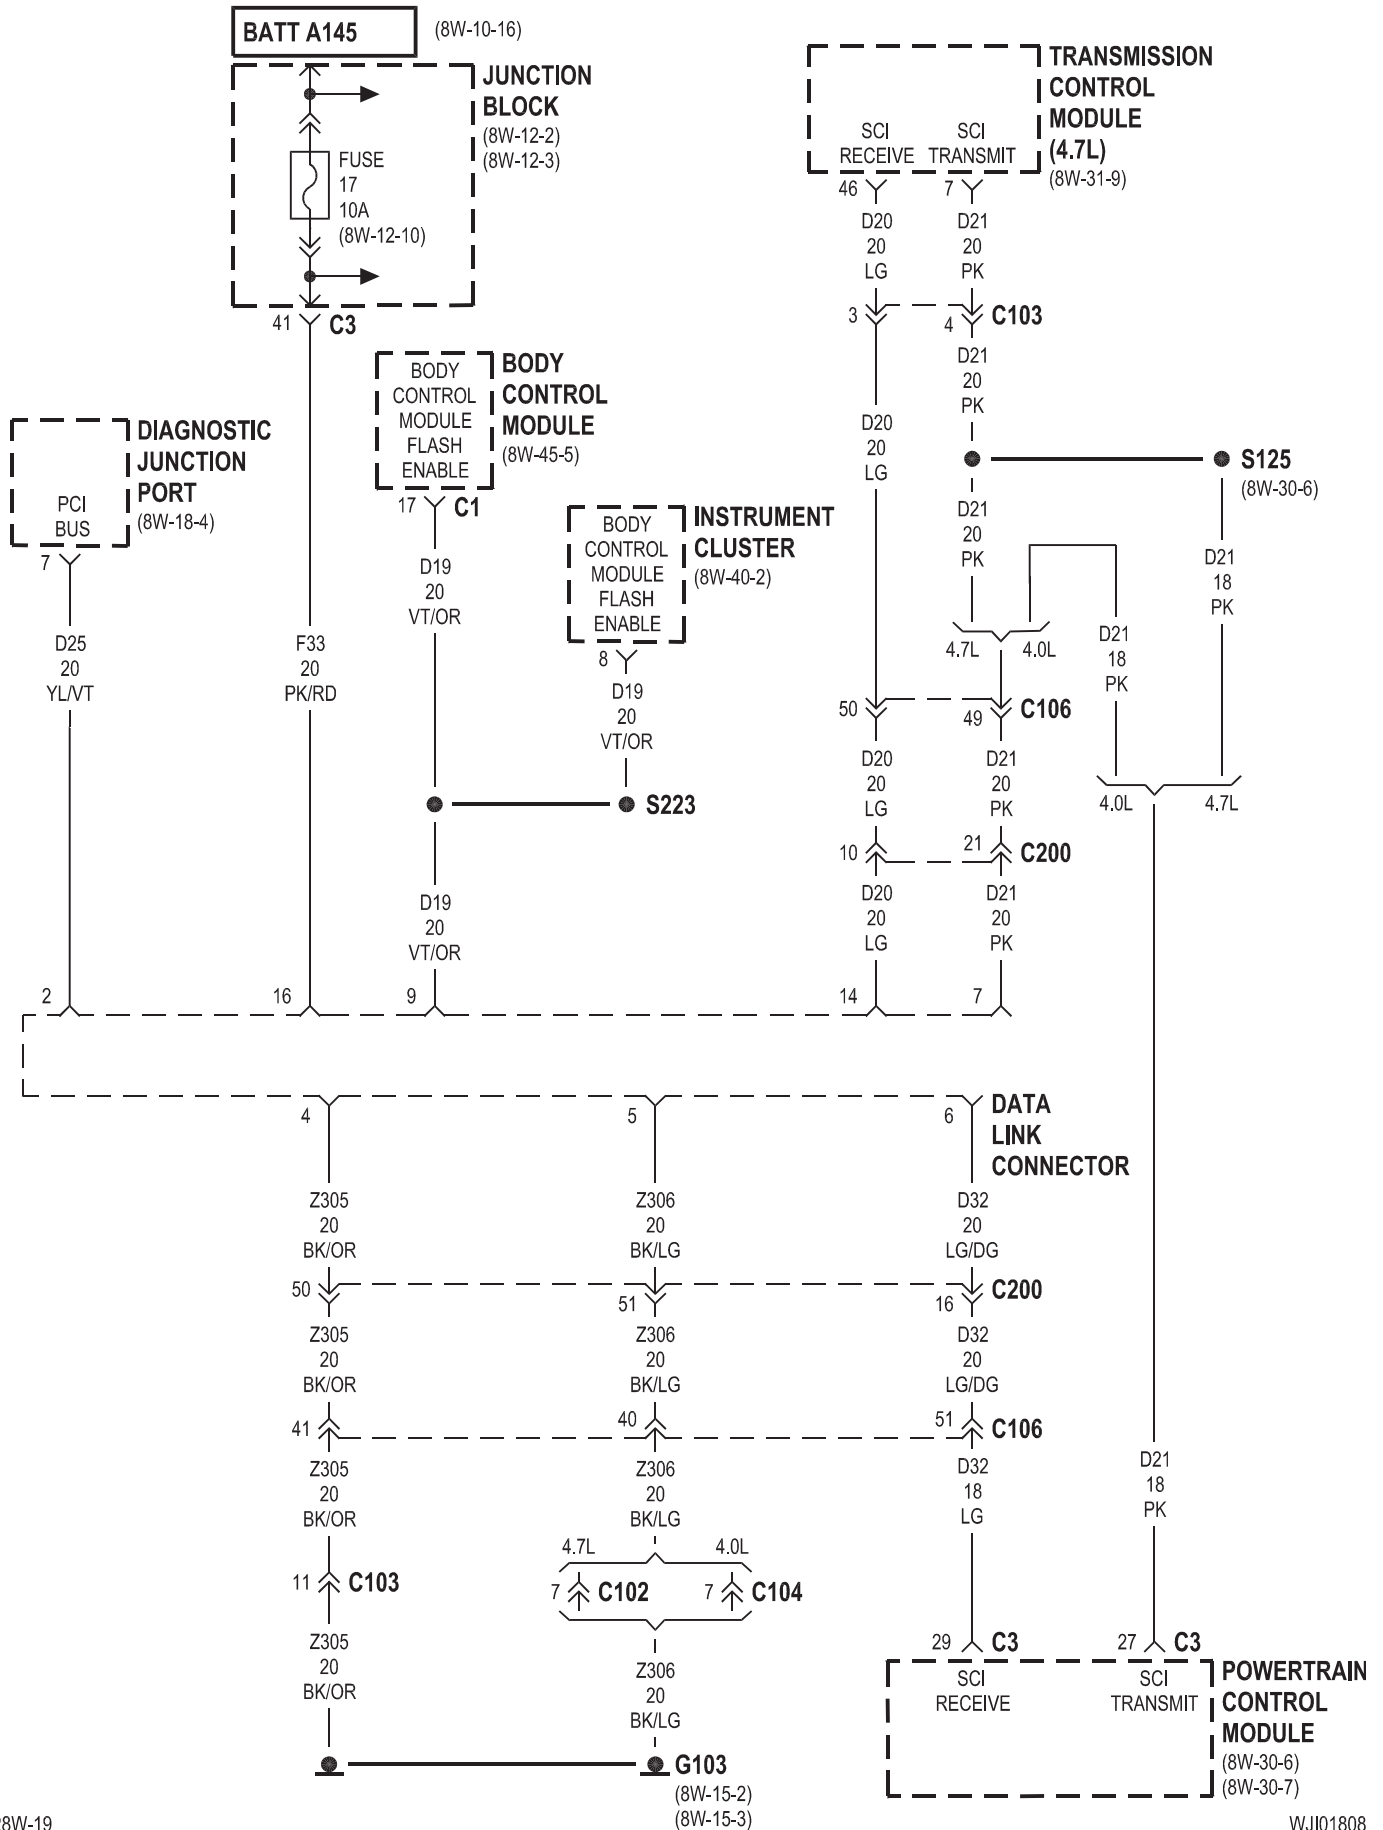 BATT A145
(8W-10-16)
JUNCTION
BLOCK
(8W-12-2)
(8W-12-3)
FUSE
17
10A
(8W-12-10)
41
C3
TRANSMISSION
CONTROL
MODULE
(4.7L)
(8W-31-9)
SCI
RECEIVE
SCI
TRANSMIT
46
7
D20
20
LG
D21
20
PK
3
4
C103
D21
20
PK
D20
20
LG
BODY
CONTROL
MODULE
FLASH
ENABLE
BODY
CONTROL
MODULE
(8W-45-5)
17
C1
DIAGNOSTIC
JUNCTION
PORT
(8W-18-4)
PCI
BUS
7
S125
(8W-30-6)
D21
20
PK
BODY
CONTROL
MODULE
FLASH
ENABLE
INSTRUMENT
CLUSTER
(8W-40-2)
8
D19
20
VT/OR
D21
18
PK
D25
20
YL/VT
F33
20
PK/RD
4.7L
4.0L
D21
18
PK
D19
20
VT/OR
50
49
C106
D20
20
LG
D21
20
PK
4.0L
4.7L
S223
10
21
C200
D19
20
VT/OR
D20
20
LG
D21
20
PK
2
16
9
14
7
4
5
6
DATA
LINK
CONNECTOR
Z305
20
BK/OR
Z306
20
BK/LG
D32
20
LG/DG
50
51
16
C200
Z305
20
BK/OR
Z306
20
BK/LG
D32
20
LG/DG
41
40
51
C106
Z305
20
BK/OR
Z306
20
BK/LG
D32
18
LG
D21
18
PK
4.7L
4.0L
11
C103
7
C102
7
C104
Z305
20
BK/OR
Z306
20
BK/LG
29
C3
27
C3
SCI
RECEIVE
SCI
TRANSMIT
POWERTRAIN
CONTROL
MODULE
(8W-30-6)
(8W-30-7)
G103
(8W-15-2)
(8W-15-3)
28W-19
WJI01808